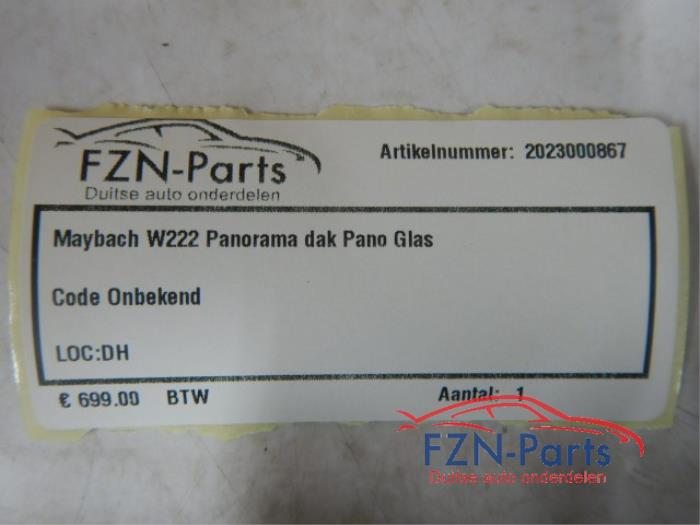 FZN-Parts
Duitse auto onderdelen
Artikelnummer: 2023000867
Maybach W222 Panorama dak Pano Glas
Code Onbekend
LOC:DH
€ 699.00 BTW Aantal: 1
FZN-Parts
Duitse auto onderdelen